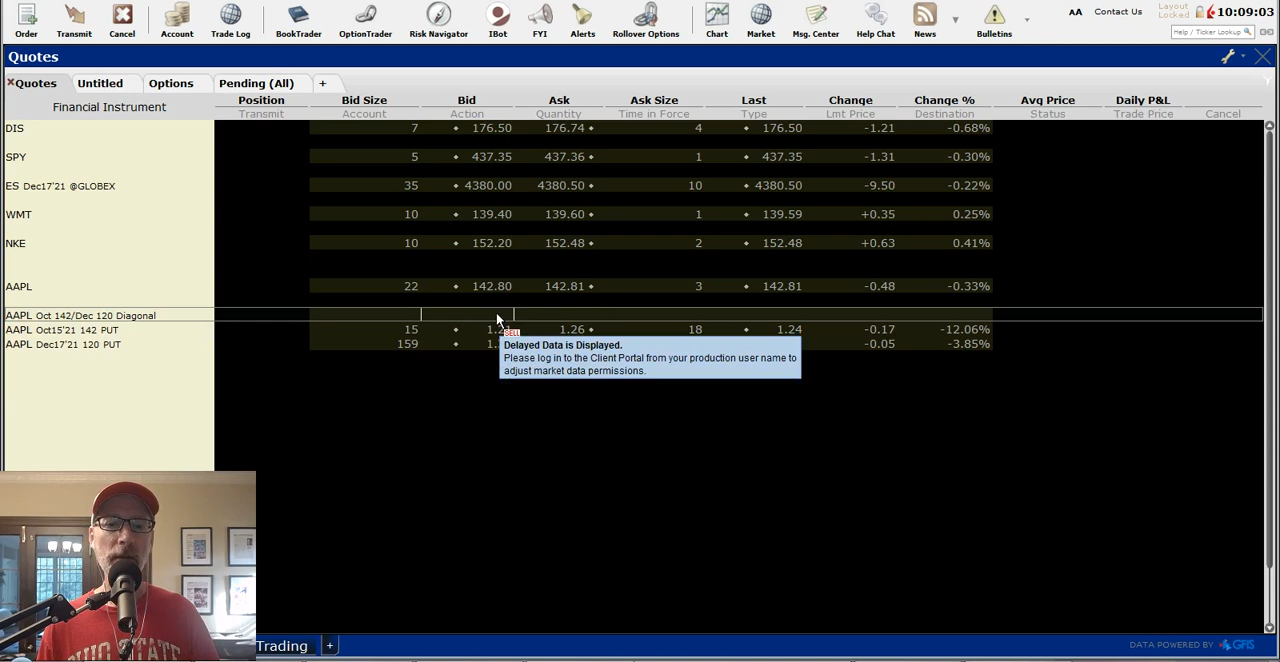 Order Transmit Cancel Account Trade Log BookTrader OptionTrader Risk Navigator IBot FYI Alerts Rollover Options Chart Market Msg. Center Help Chat News Bulletins
AA Contact Us Layout Locked 10:09:03
Help / Ticker Lookup
Quotes
Quotes Untitled Options Pending (All) +
Financial Instrument Position Bid Size Bid Ask Ask Size Last Change Change % Avg Price Daily P&L
Transmit Account Action Quantity Time in Force Type Lmt Price Destination Status Trade Price Cancel
DIS 7 176.50 176.74 4 176.50 -1.21 -0.68%
SPY 5 437.35 437.36 1 437.35 -1.31 -0.30%
ES Dec17'21 @GLOBEX 35 4380.00 4380.50 10 4380.50 -9.50 -0.22%
WMT 10 139.40 139.60 1 139.59 +0.35 0.25%
NKE 10 152.20 152.48 2 152.48 +0.63 0.41%
AAPL 22 142.80 142.81 3 142.81 -0.48 -0.33%
AAPL Oct 142/Dec 120 Diagonal
AAPL Oct15'21 142 PUT 15 1.21 1.26 18 1.24 -0.17 -12.06%
SELL
AAPL Dec17'21 120 PUT 159 -0.05 -3.85%
Delayed Data is Displayed.
Please log in to the Client Portal from your production user name to
adjust market data permissions.
OHIO STATE
Trading +
DATA POWERED BY GFIS